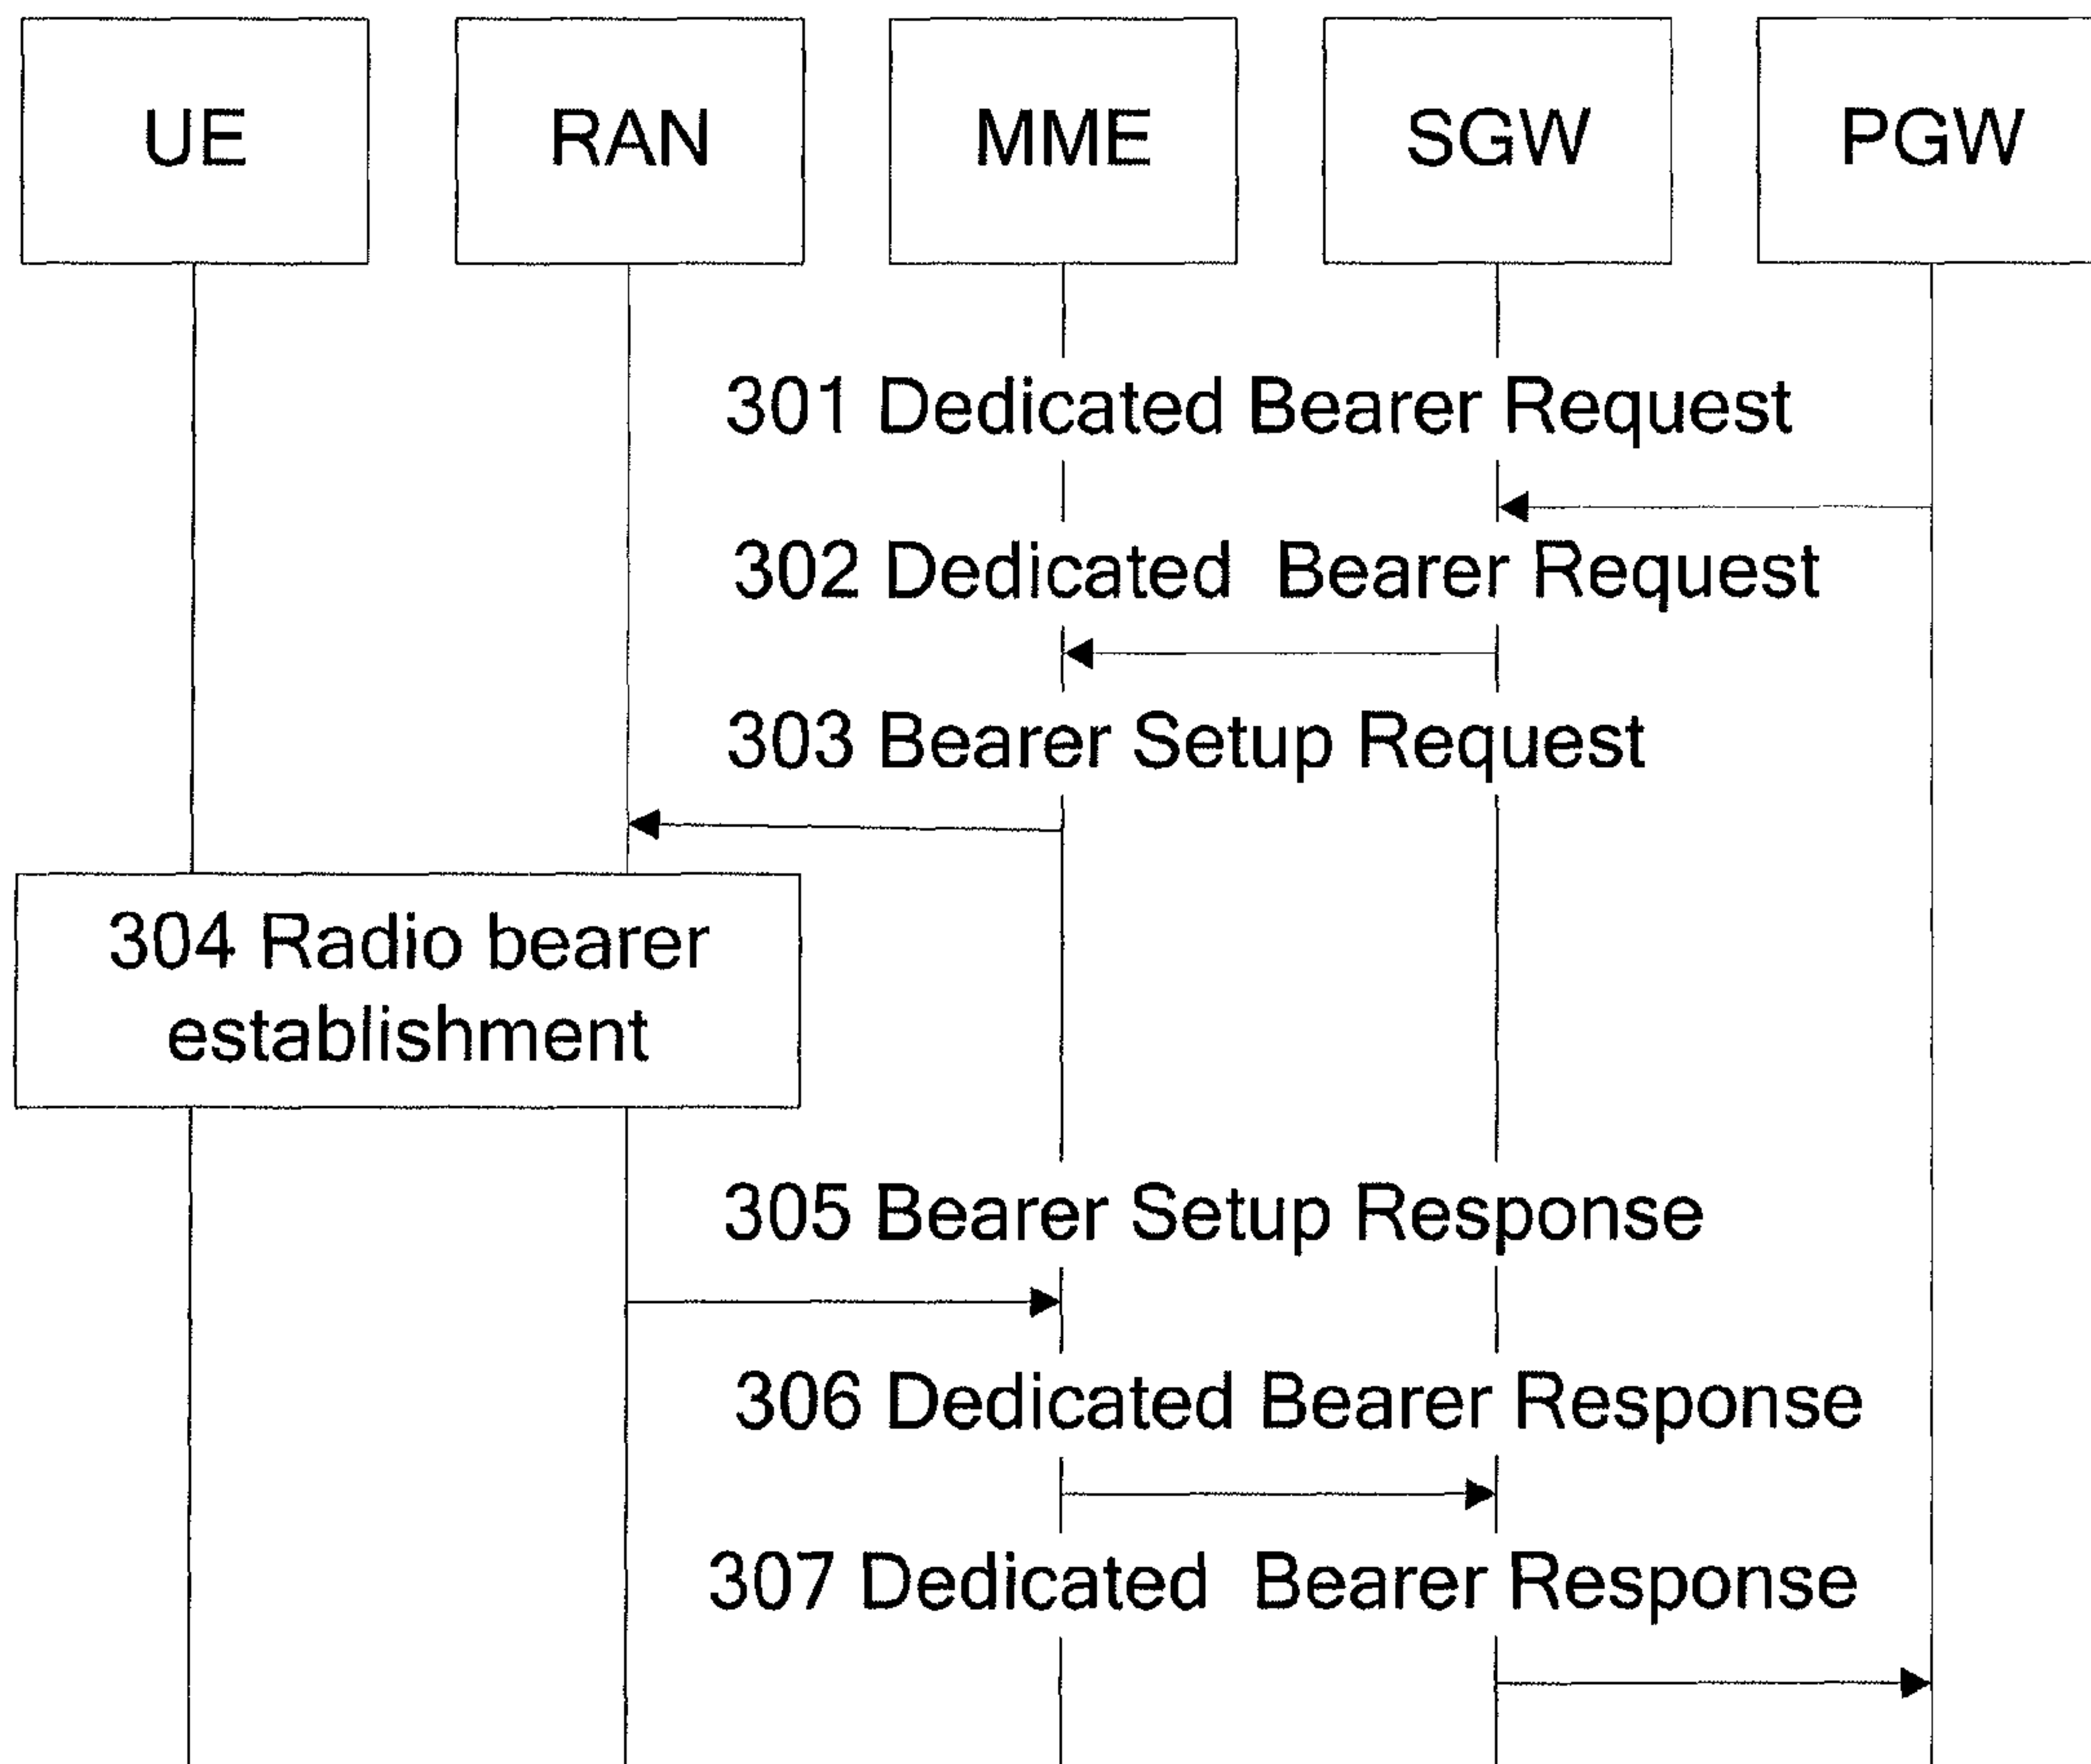 UE
RAN
MME
SGW
PGW
301 Dedicated Bearer Request
302 Dedicated Bearer Request
303 Bearer Setup Request
304 Radio bearer
establishment
305 Bearer Setup Response
306 Dedicated Bearer Response
307 Dedicated Bearer Response